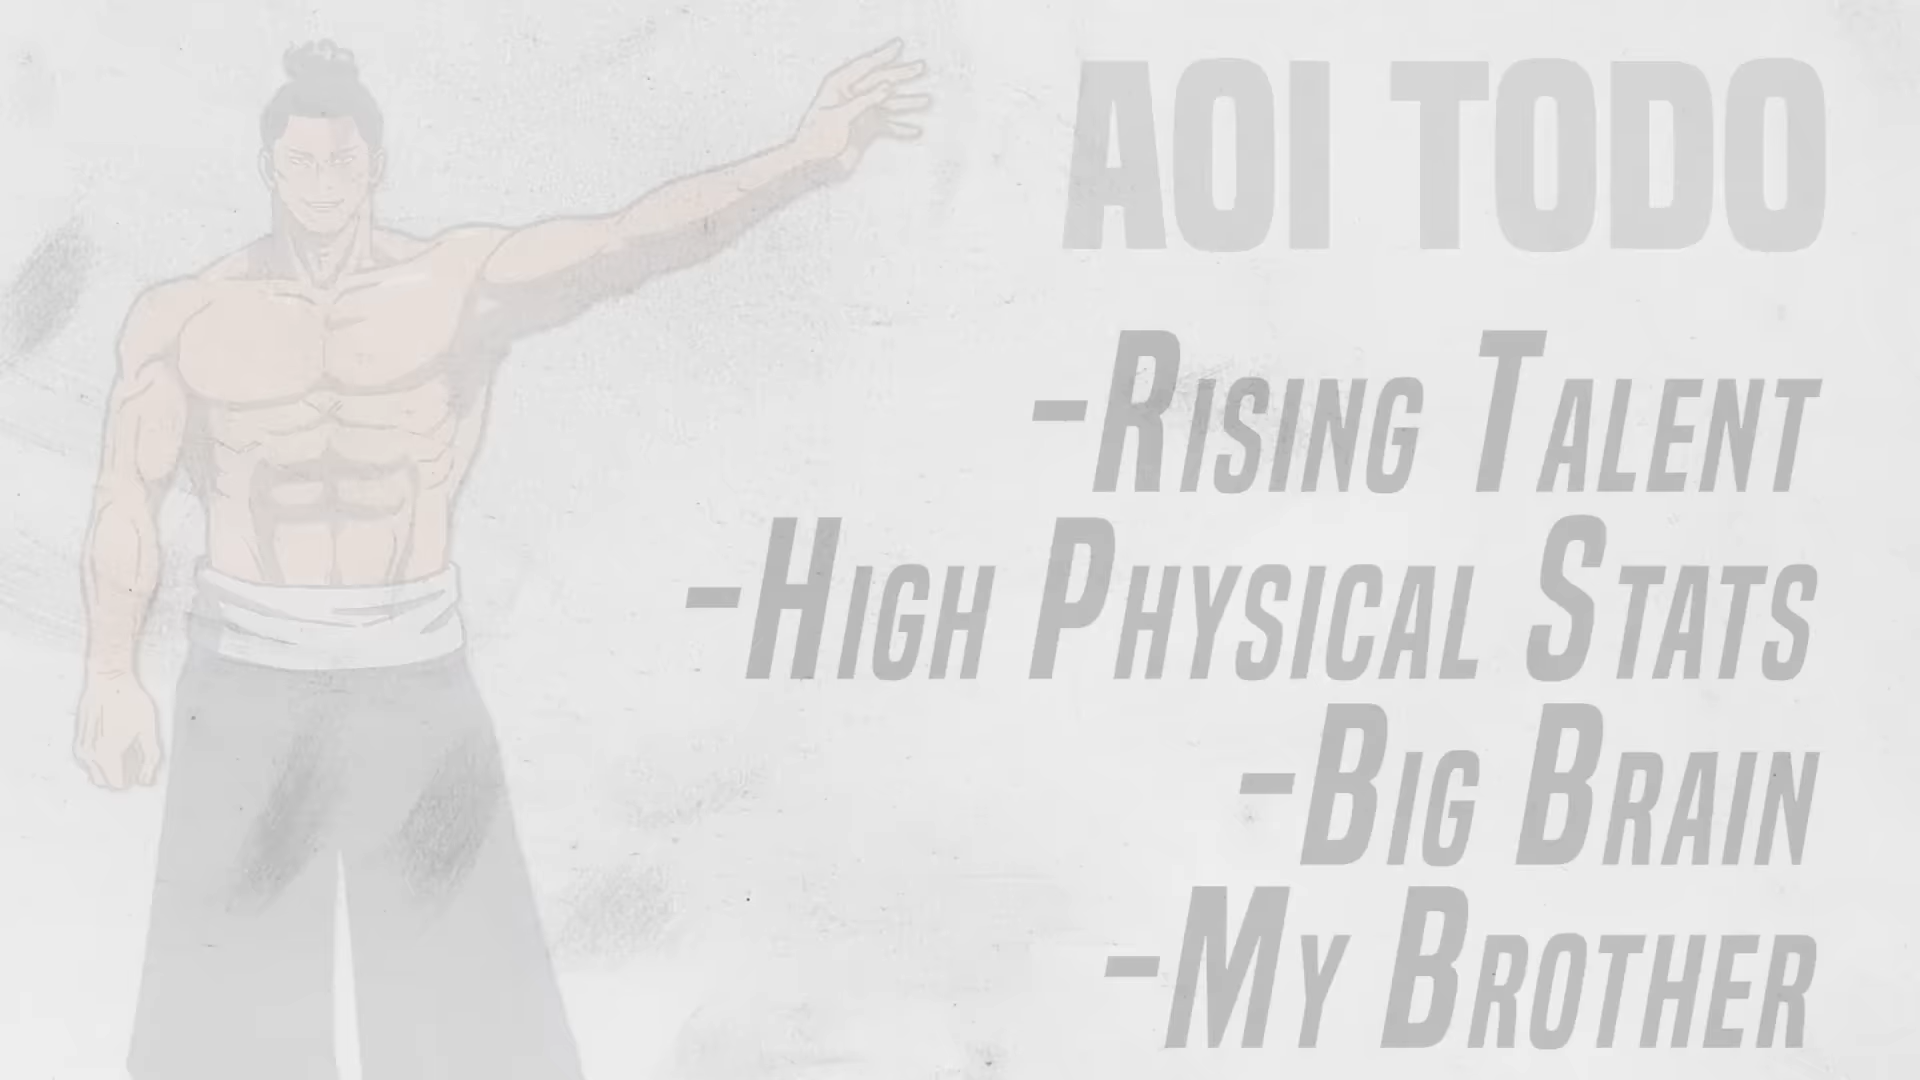 AOI TODO
-Rising Talent
-High Physical Stats
-Big Brain
-My Brother